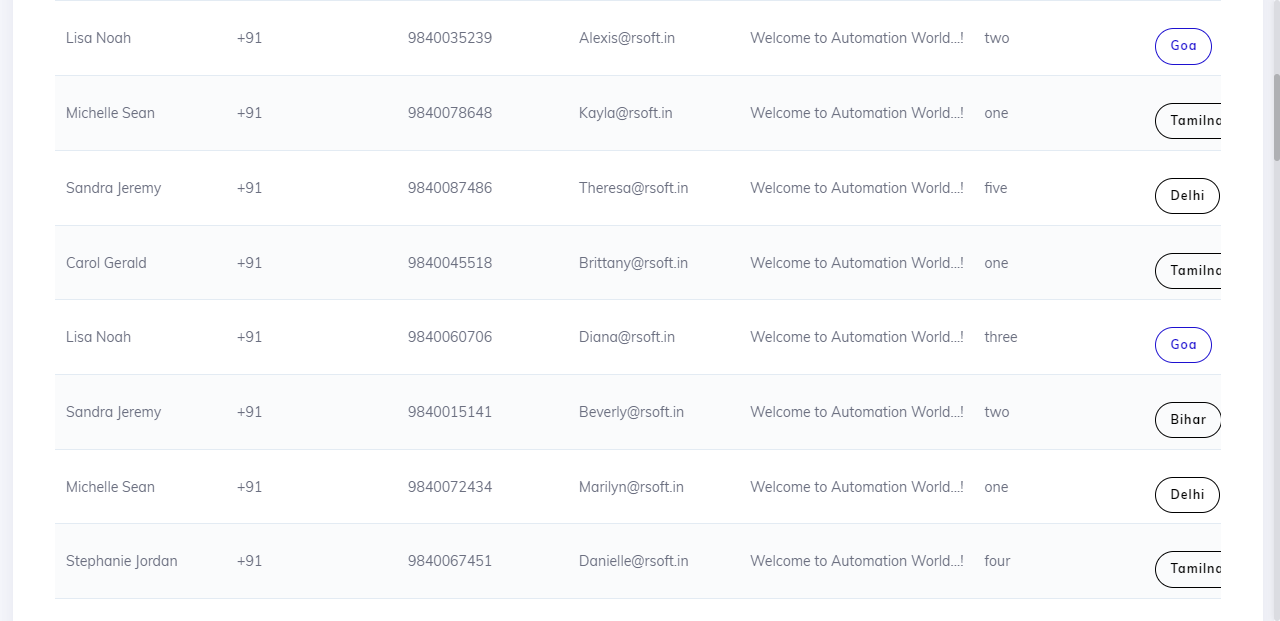 Lisa Noah +91 9840035239 Alexis@rsoft.in Welcome to Automation World...! two Goa
Michelle Sean +91 9840078648 Kayla@rsoft.in Welcome to Automation World...! one Tamilna
Sandra Jeremy +91 9840087486 Theresa@rsoft.in Welcome to Automation World...! five Delhi
Carol Gerald +91 9840045518 Brittany@rsoft.in Welcome to Automation World...! one Tamilna
Lisa Noah +91 9840060706 Diana@rsoft.in Welcome to Automation World...! three Goa
Sandra Jeremy +91 9840015141 Beverly@rsoft.in Welcome to Automation World...! two Bihar
Michelle Sean +91 9840072434 Marilyn@rsoft.in Welcome to Automation World...! one Delhi
Stephanie Jordan +91 9840067451 Danielle@rsoft.in Welcome to Automation World...! four Tamilna